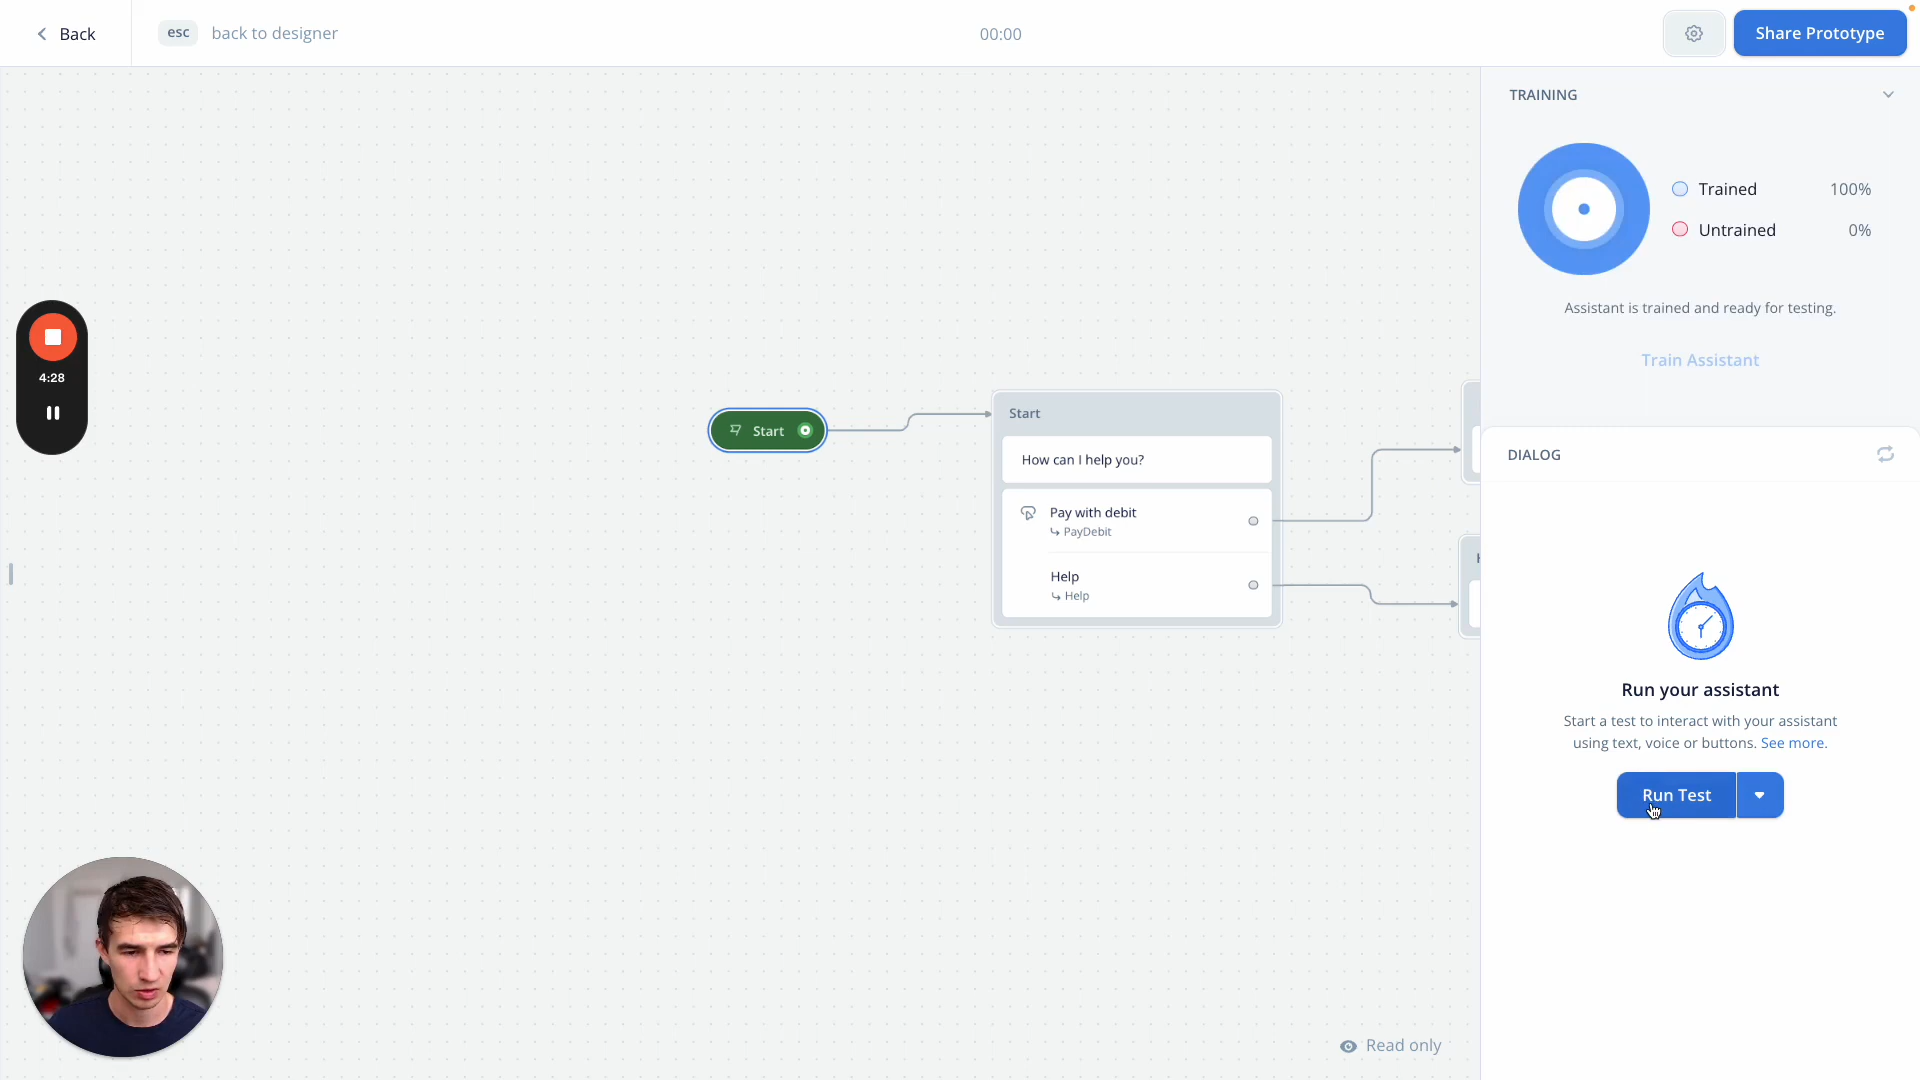 Back
esc back to designer
00:00
Share Prototype
TRAINING
Trained 100%
Untrained 0%
Assistant is trained and ready for testing.
Train Assistant
4:28
Start
Start
How can I help you?
Pay with debit
PayDebit
Help
Help
DIALOG
Run your assistant
Start a test to interact with your assistant
using text, voice or buttons. See more.
Run Test
Read only